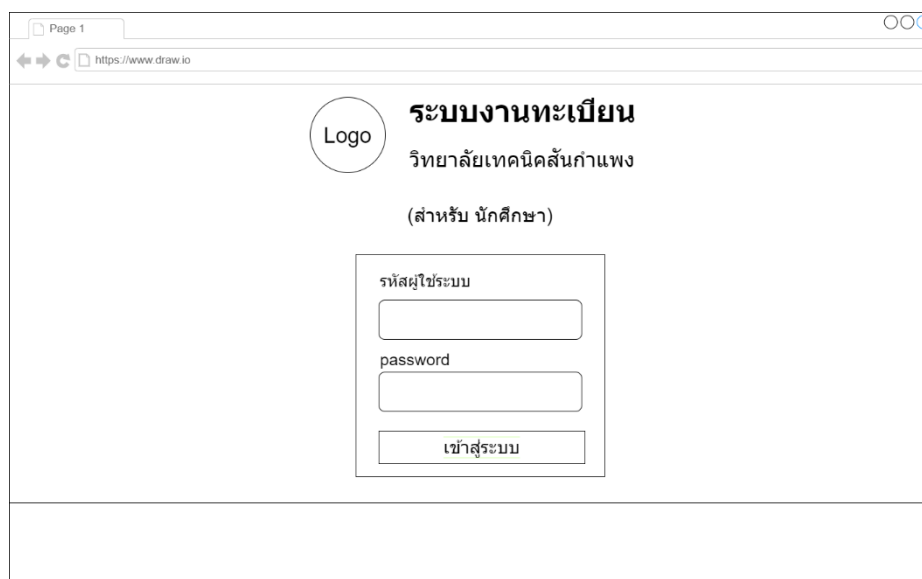 Page 1
https://www.draw.io
Logo
ระบบงานทะเบียน
วิทยาลัยเทคนิคสันกำแพง
(สำหรับ นักศึกษา)
รหัสผู้ใช้ระบบ
password
เข้าสู่ระบบ